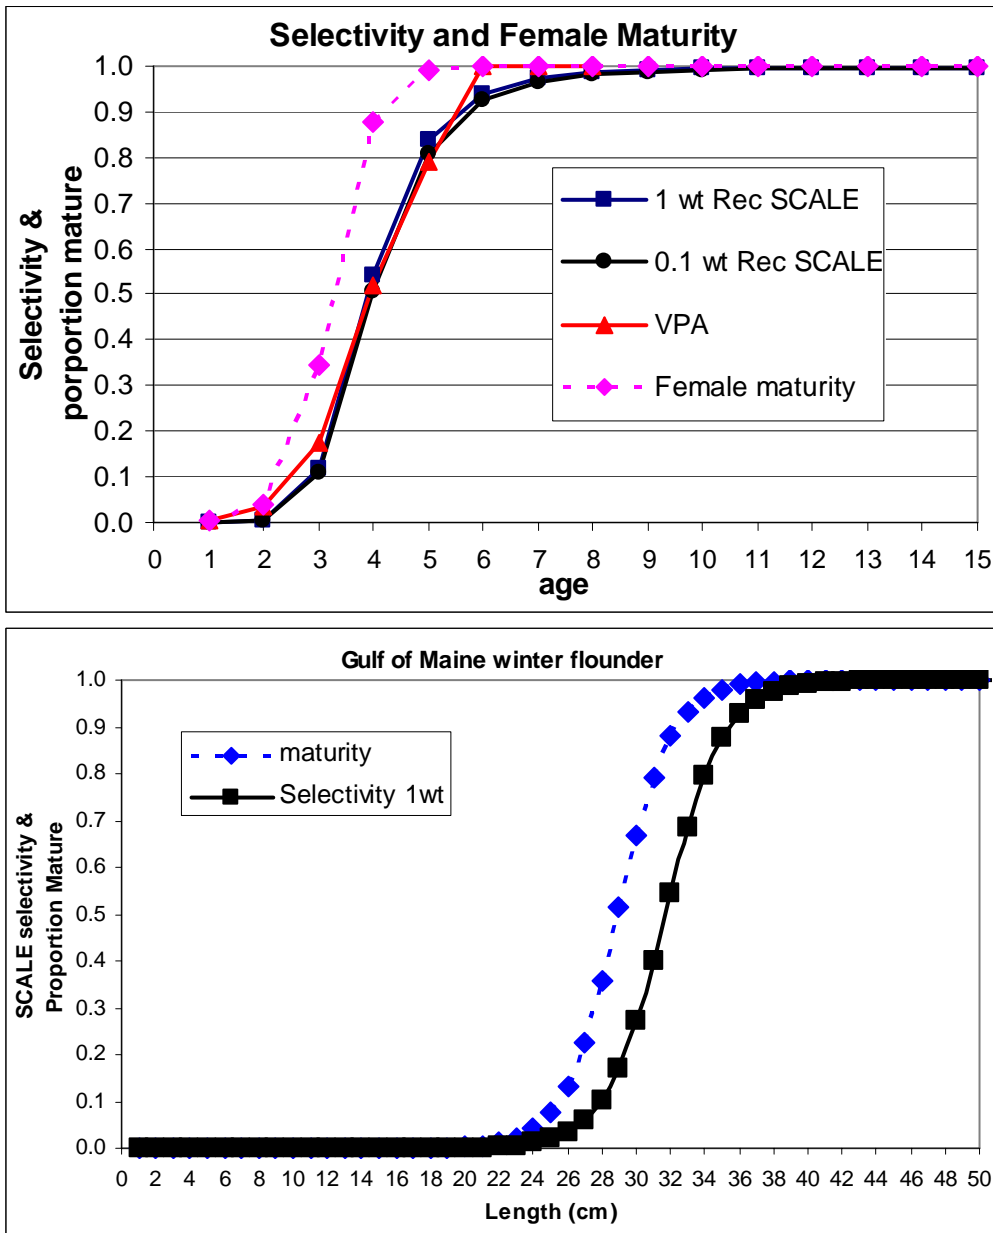 Selectivity and Female Maturity
Selectivity &
porportion mature
1.0
0.9
0.8
0.7
0.6
0.5
0.4
0.3
0.2
0.1
0.0
1 wt Rec SCALE
0.1 wt Rec SCALE
VPA
Female maturity
0 1 2 3 4 5 6 7 8 9 10 11 12 13 14 15
age
Gulf of Maine winter flounder
SCALE selectivity &
Proportion Mature
1.0
0.9
0.8
0.7
0.6
0.5
0.4
0.3
0.2
0.1
0.0
maturity
Selectivity 1wt
0 2 4 6 8 10 12 14 16 18 20 22 24 26 28 30 32 34 36 38 40 42 44 46 48 50
Length (cm)